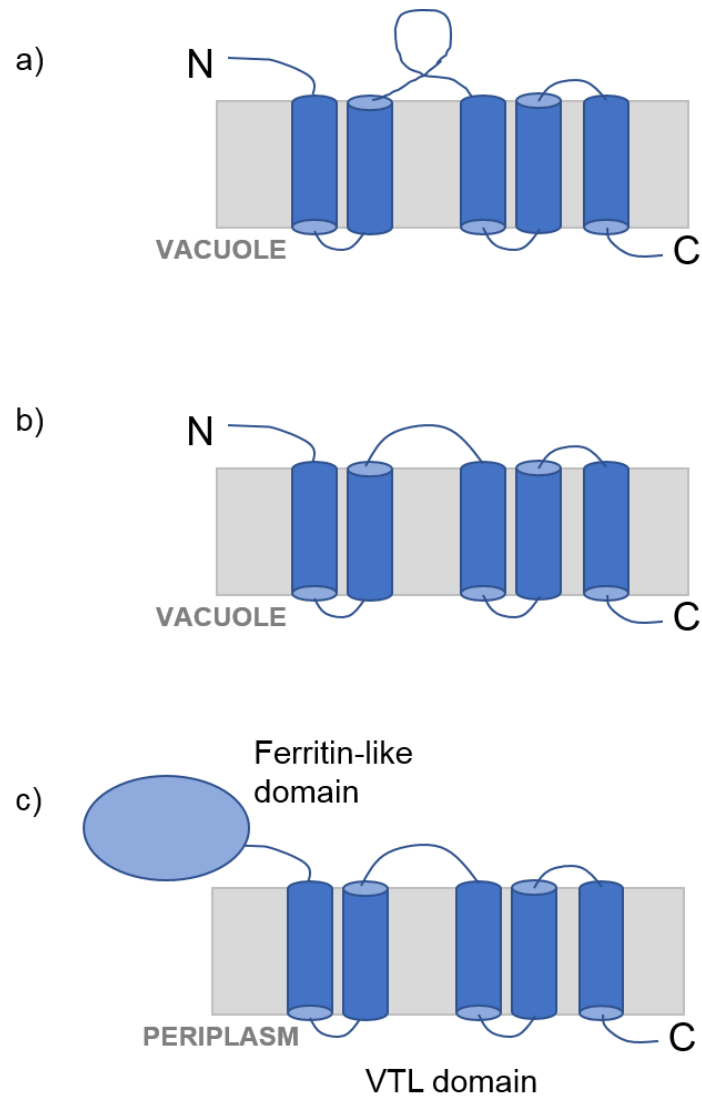 a)
N
VACUOLE
C
b)
N
VACUOLE
C
Ferritin-like
domain
c)
PERIPLASM
C
VTL domain